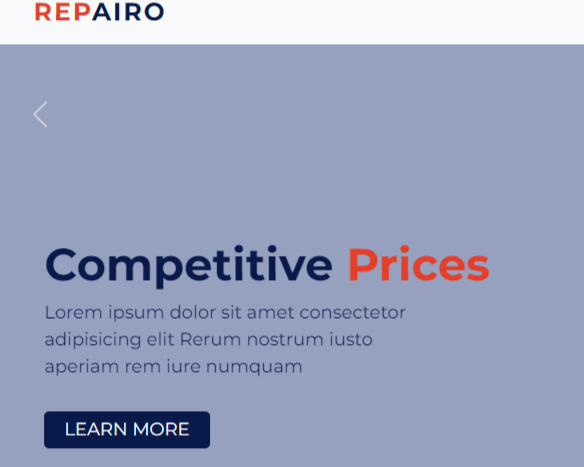 REPAIRO
Competitive Prices
Lorem ipsum dolor sit amet consectetor
adipisicing elit Rerum nostrum iusto
aperiam rem iure numquam
LEARN MORE